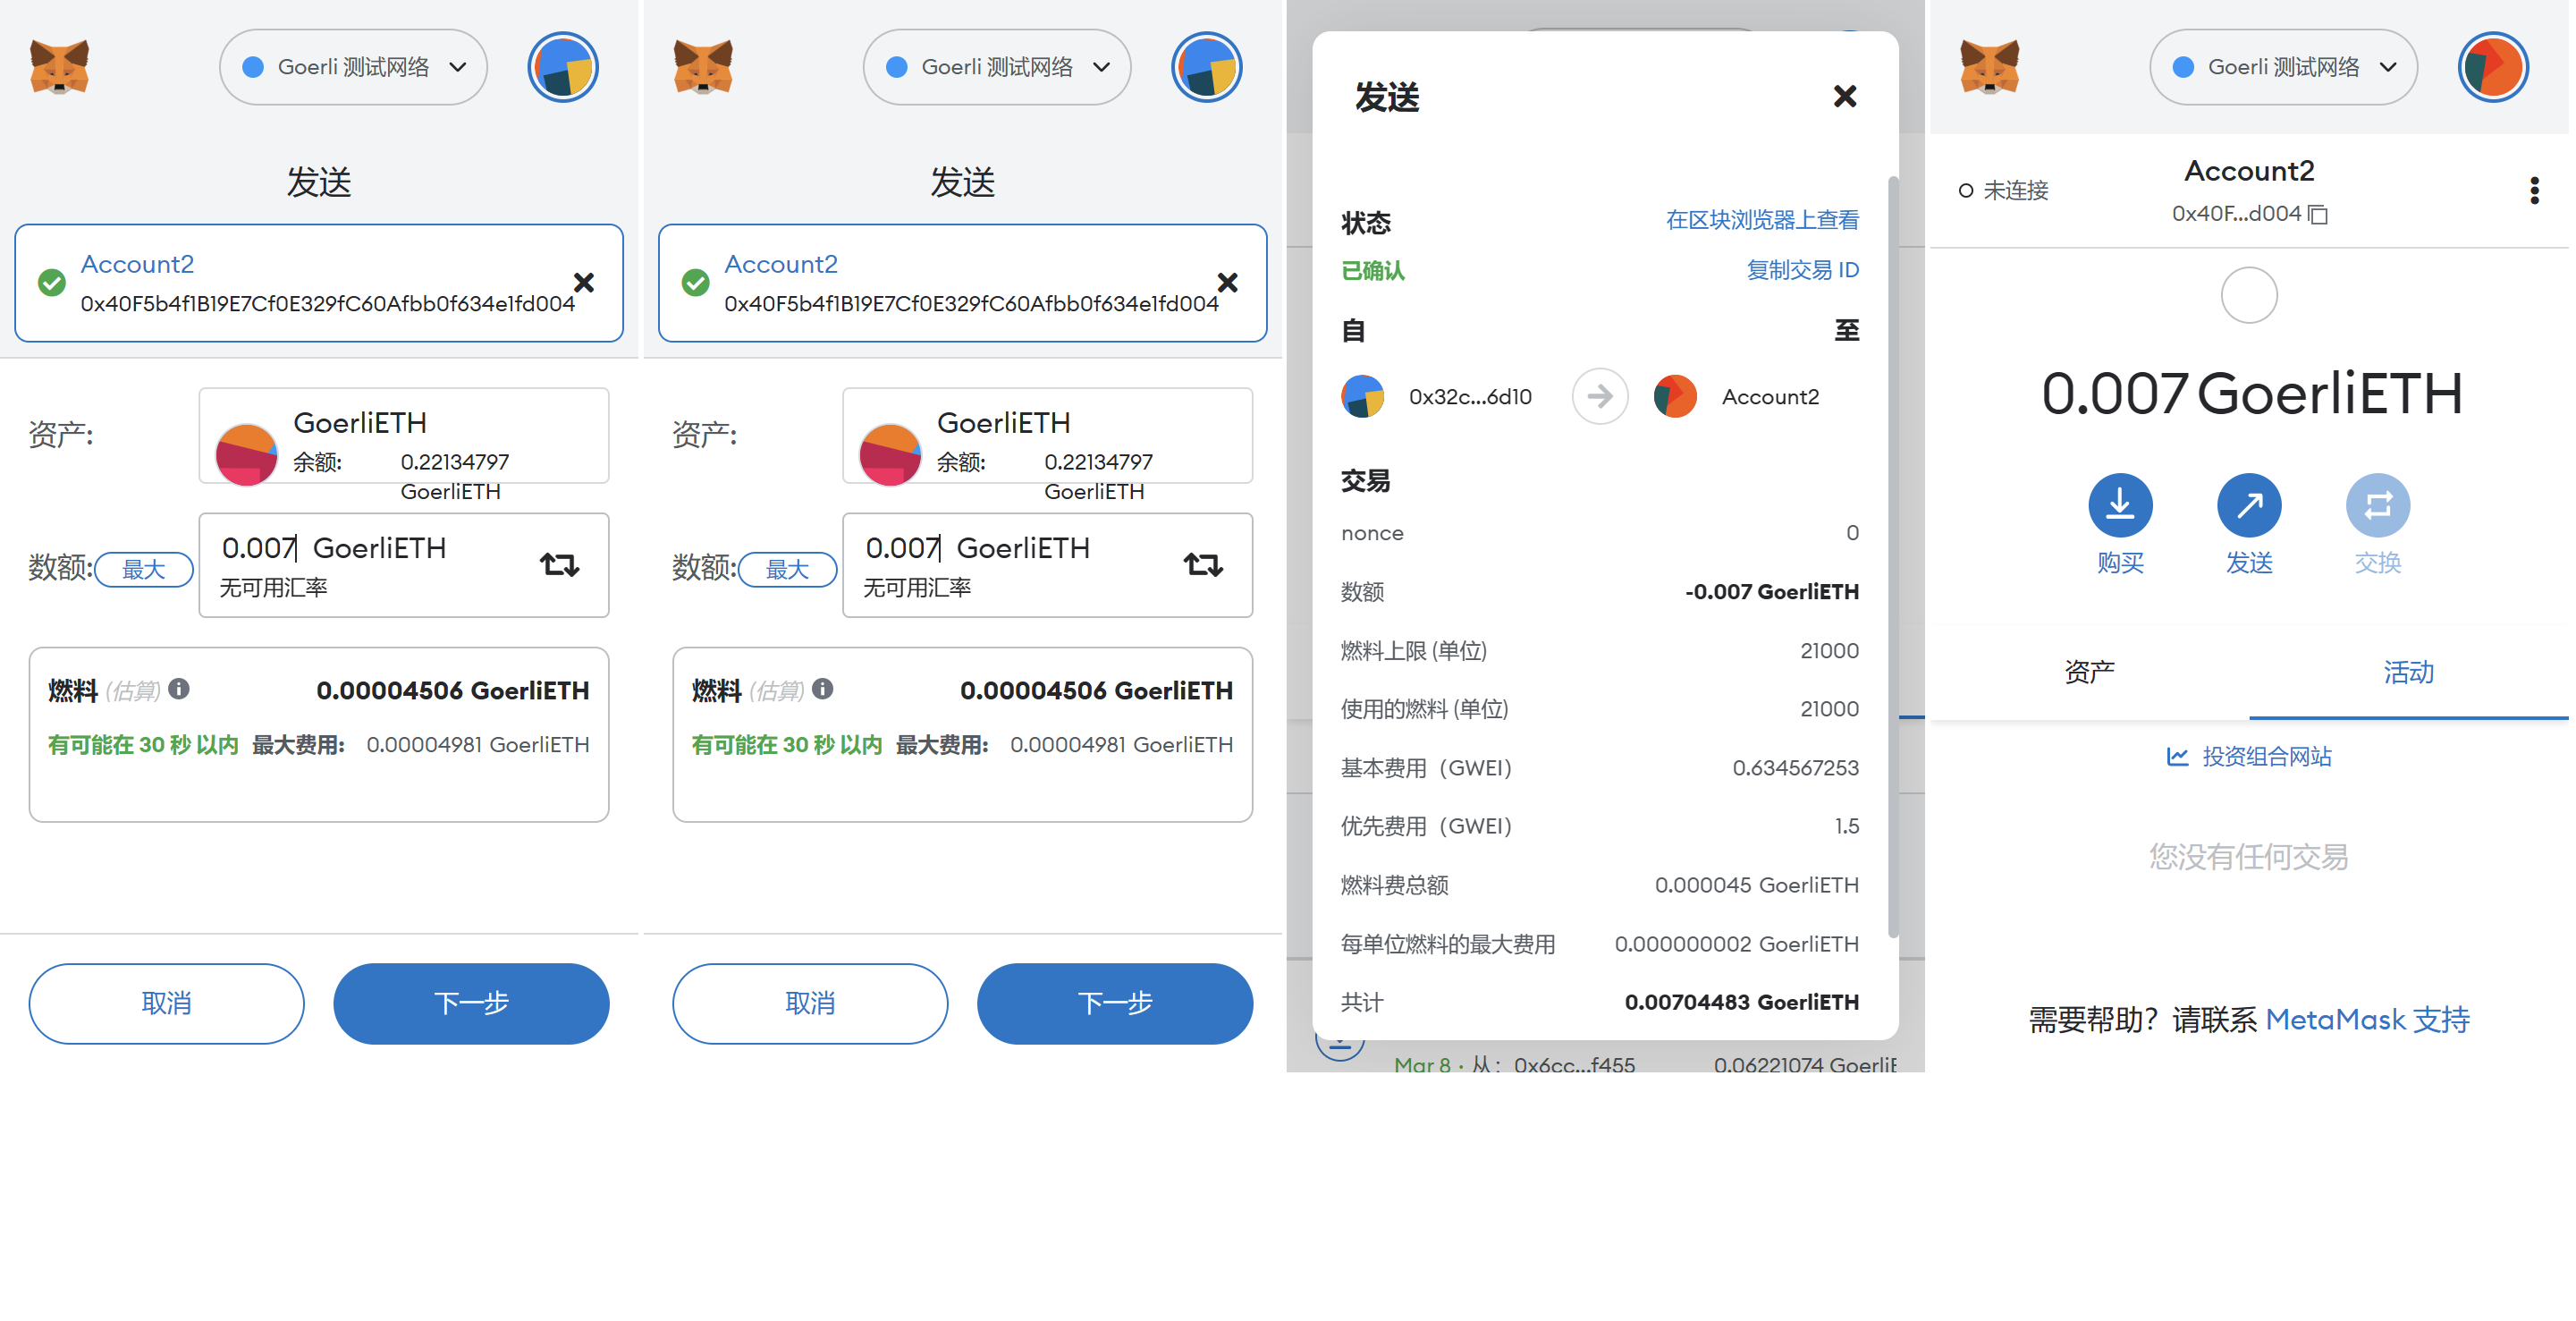 Goerli 测试网络
发送
Account2
0x40F5b4f1B19E7Cf0E329fC60Afbb0f634e1fd004
资产:
GoerliETH
余额: 0.22134797
GoerliETH
数额: 最大
0.007 GoerliETH
无可用汇率
燃料 (估算) 0.00004506 GoerliETH
有可能在 30 秒 以内 最大费用: 0.00004981 GoerliETH
取消 下一步
Goerli 测试网络
发送
Account2
0x40F5b4f1B19E7Cf0E329fC60Afbb0f634e1fd004
资产:
GoerliETH
余额: 0.22134797
GoerliETH
数额: 最大
0.007 GoerliETH
无可用汇率
燃料 (估算) 0.00004506 GoerliETH
有可能在 30 秒 以内 最大费用: 0.00004981 GoerliETH
取消 下一步
发送
状态 在区块浏览器上查看
已确认 复制交易 ID
自 至
0x32c...6d10 Account2
交易
nonce 0
数额 -0.007 GoerliETH
燃料上限 (单位) 21000
使用的燃料 (单位) 21000
基本费用（GWEI） 0.634567253
优先费用（GWEI） 1.5
燃料费总额 0.000045 GoerliETH
每单位燃料的最大费用 0.000000002 GoerliETH
共计 0.00704483 GoerliETH
Mar 8 · 从: 0x6cc...f455 0.06221074 GoerliE
Goerli 测试网络
未连接
Account2
0x40F...d004
0.007 GoerliETH
购买 发送 交换
资产 活动
投资组合网站
您没有任何交易
需要帮助？请联系 MetaMask 支持